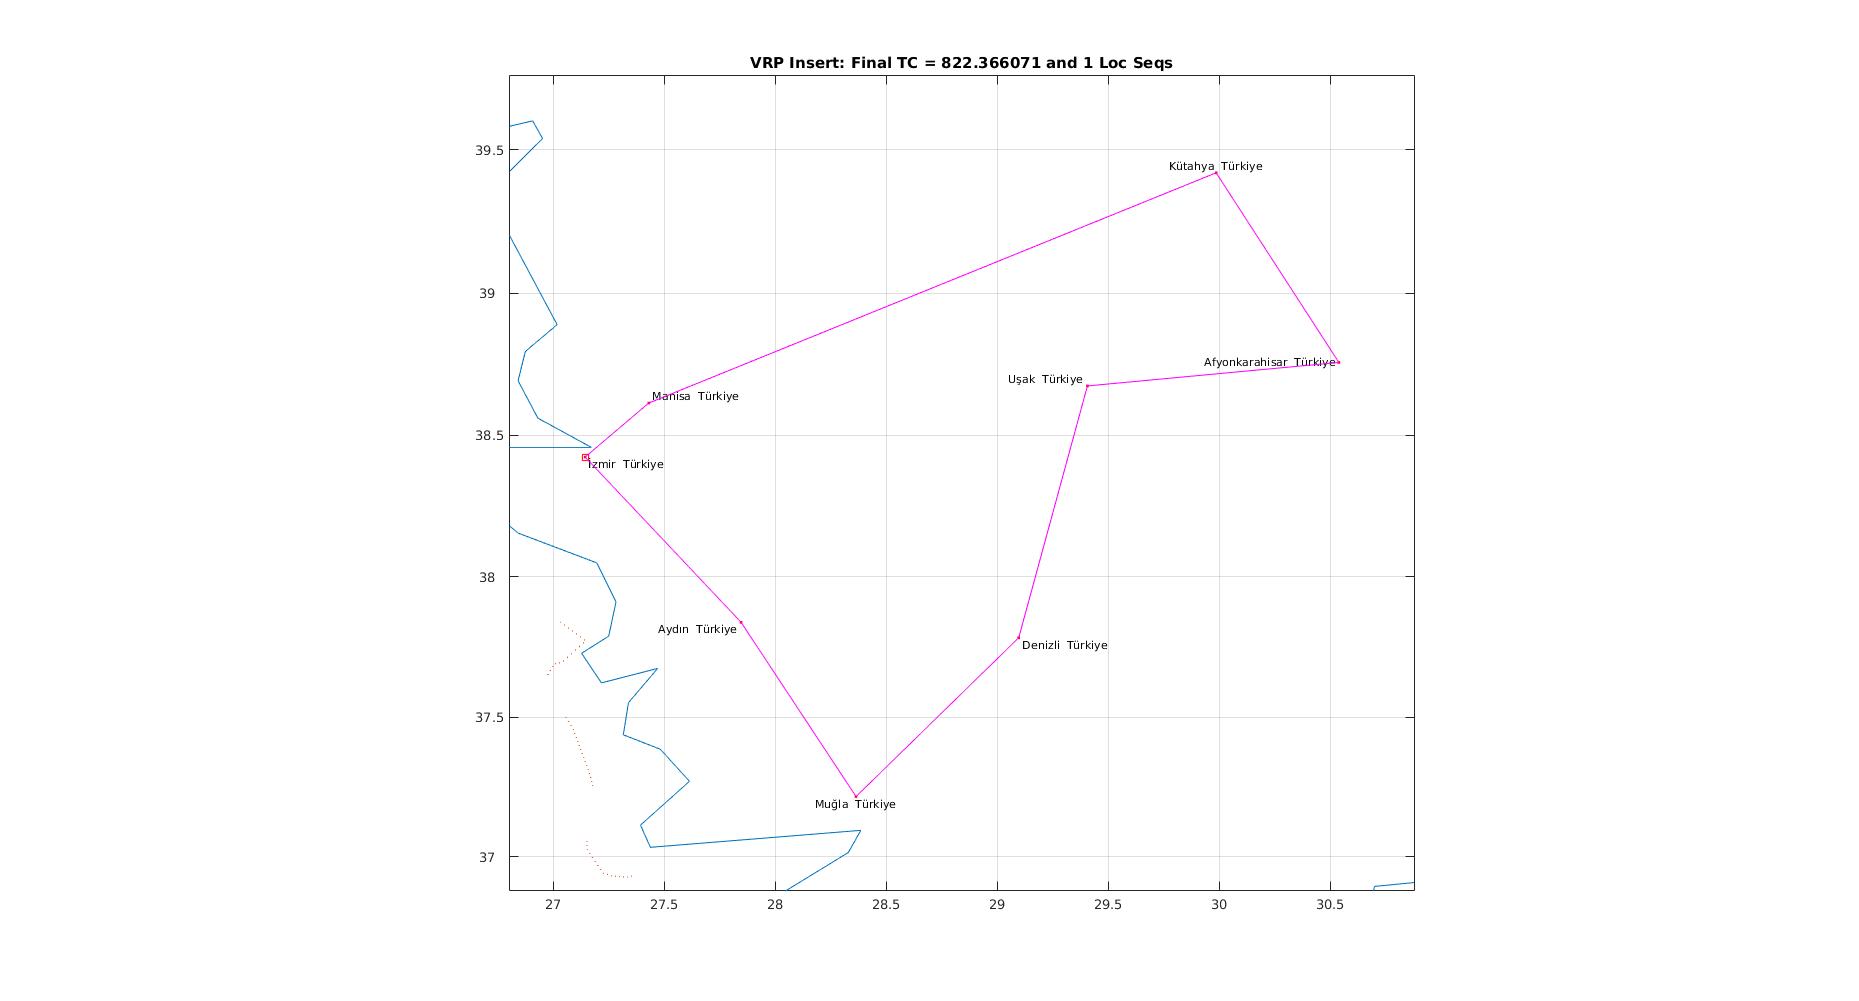 VRP Insert: Final TC = 822.366071 and 1 Loc Seqs
39.5
Kütahya Türkiye
39
Afyonkarahisar Türkiye
Uşak Türkiye
Manisa Türkiye
38.5
İzmir Türkiye
38
Aydın Türkiye
Denizli Türkiye
37.5
Muğla Türkiye
37
27 27.5 28 28.5 29 29.5 30 30.5